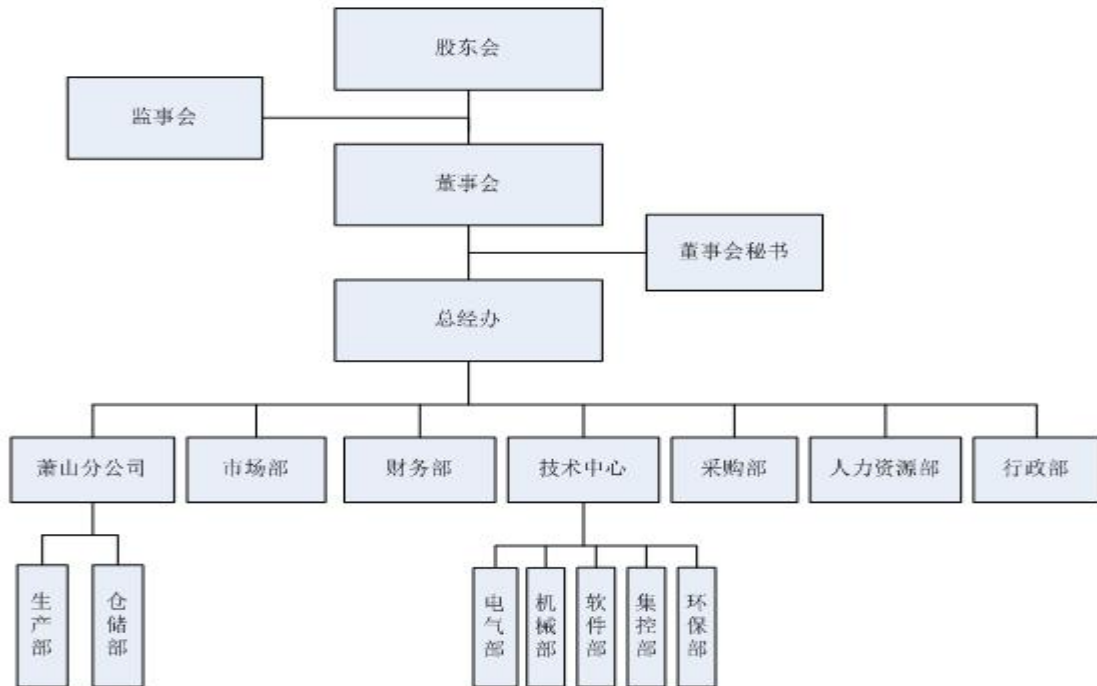 股东会
监事会
董事会
董事会秘书
总经办
萧山分公司
市场部
财务部
技术中心
采购部
人力资源部
行政部
生产部
仓储部
电气部
机械部
软件部
集控部
环保部